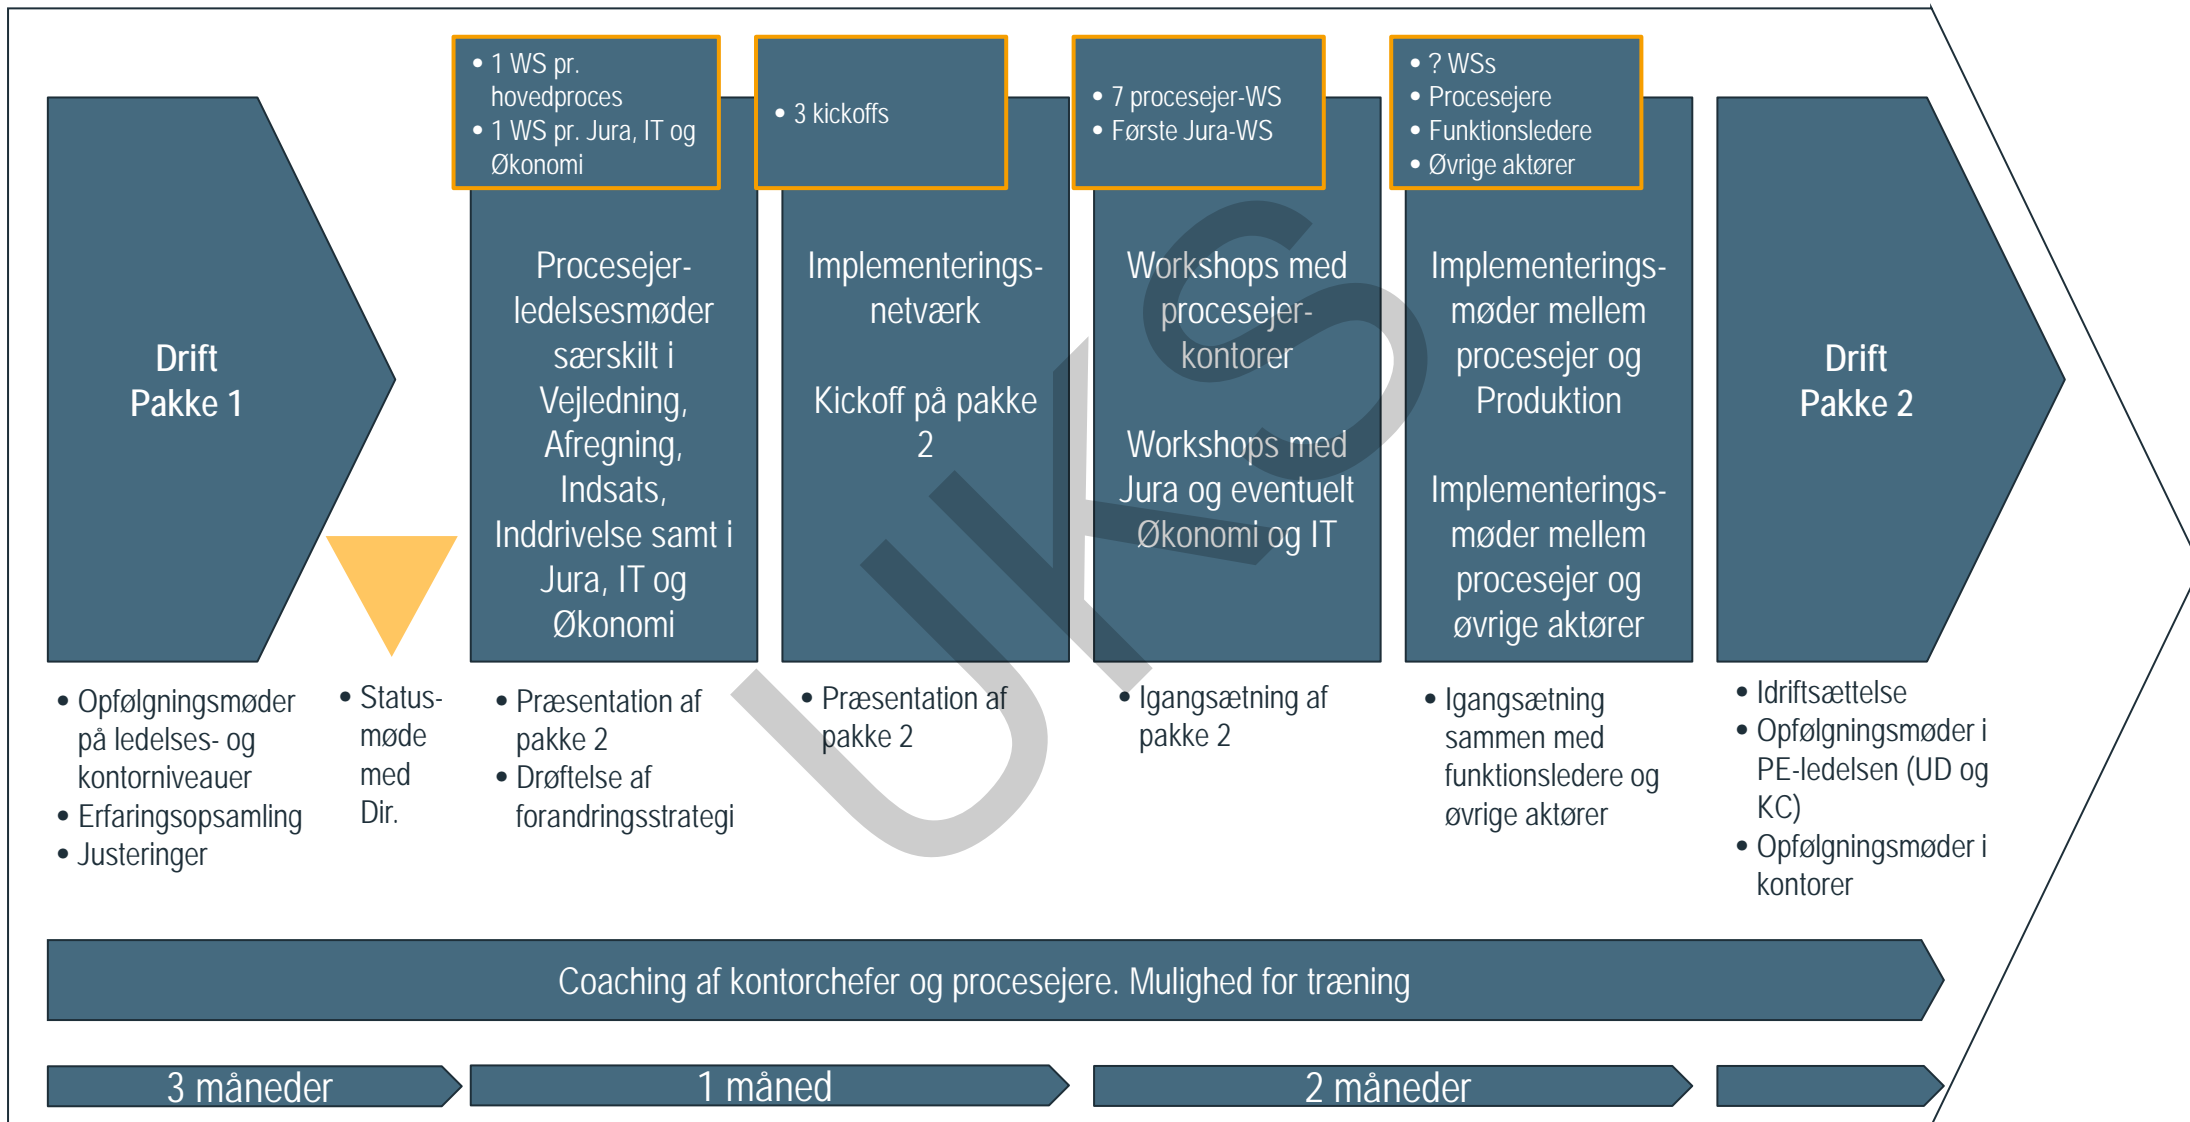 • 1 WS pr.
hovedproces
• 1 WS pr. Jura, IT og
Økonomi
• 3 kickoffs
• 7 procesejer-WS
• Første Jura-WS
• ? WSs
• Procesejere
• Funktionsledere
• Øvrige aktører
Drift
Pakke 1
Procesejer-
ledelsesmøder
særskilt i
Vejledning,
Afregning,
Indsats,
Inddrivelse samt i
Jura, IT og
Økonomi
Implementerings-
netværk
Kickoff på pakke
2
Workshops med
procesejer-
kontorer
Workshops med
Jura og eventuelt
Økonomi og IT
Implementerings-
møder mellem
procesejer og
Produktion
Implementerings-
møder mellem
procesejer og
øvrige aktører
Drift
Pakke 2
UKS
• Opfølgningsmøder
på ledelses- og
kontorniveauer
• Erfaringsopsamling
• Justeringer
• Status-
møde
med
Dir.
• Præsentation af
pakke 2
• Drøftelse af
forandringsstrategi
• Præsentation af
pakke 2
• Igangsætning af
pakke 2
• Igangsætning
sammen med
funktionsledere og
øvrige aktører
• Idriftsættelse
• Opfølgningsmøder i
PE-ledelsen (UD og
KC)
• Opfølgningsmøder i
kontorer
Coaching af kontorchefer og procesejere. Mulighed for træning
3 måneder
1 måned
2 måneder